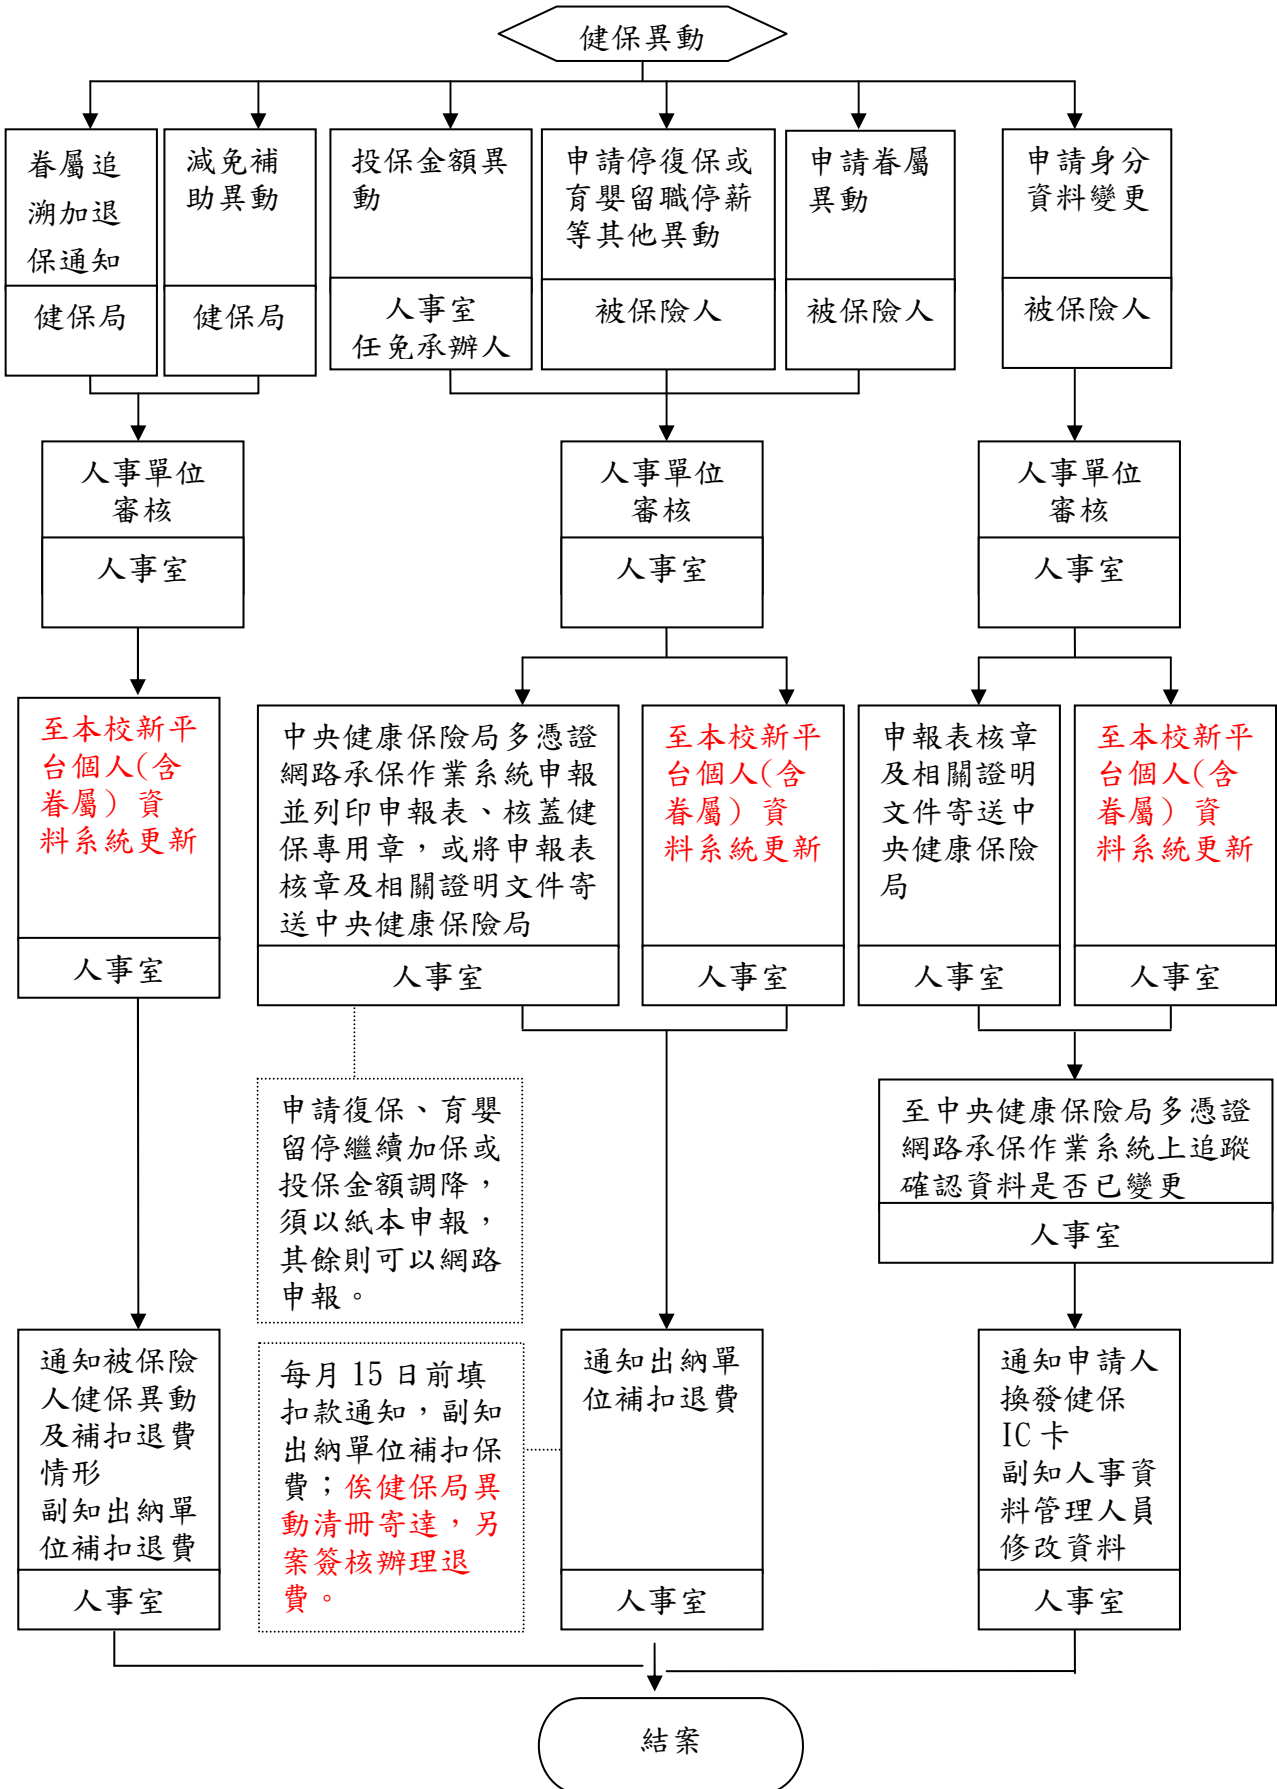 健保異動
眷屬追
溯加退
保通知
健保局
減免補
助異動
健保局
投保金額異
動
人事室
任免承辦人
申請停復保或
育嬰留職停薪
等其他異動
被保險人
申請眷屬
異動
被保險人
申請身分
資料變更
被保險人
人事單位
審核
人事室
人事單位
審核
人事室
人事單位
審核
人事室
至本校新平
台個人(含
眷屬) 資
料系統更新
人事室
中央健康保險局多憑證
網路承保作業系統申報
並列印申報表、核蓋健
保專用章，或將申報表
核章及相關證明文件寄
送中央健康保險局
人事室
至本校新平
台個人(含
眷屬) 資
料系統更新
人事室
申報表核章
及相關證明
文件寄送中
央健康保險
局
人事室
至本校新平
台個人(含
眷屬) 資
料系統更新
人事室
申請復保、育嬰
留停繼續加保或
投保金額調降，
須以紙本申報，
其餘則可以網路
申報。
至中央健康保險局多憑證
網路承保作業系統上追蹤
確認資料是否已變更
人事室
通知被保險
人健保異動
及補扣退費
情形
副知出納單
位補扣退費
人事室
每月 15 日前填
扣款通知，副知
出納單位補扣保
費；俟健保局異
動清冊寄達，另
案簽核辦理退
費。
通知出納單
位補扣退費
人事室
通知申請人
換發健保
IC 卡
副知人事資
料管理人員
修改資料
人事室
結案